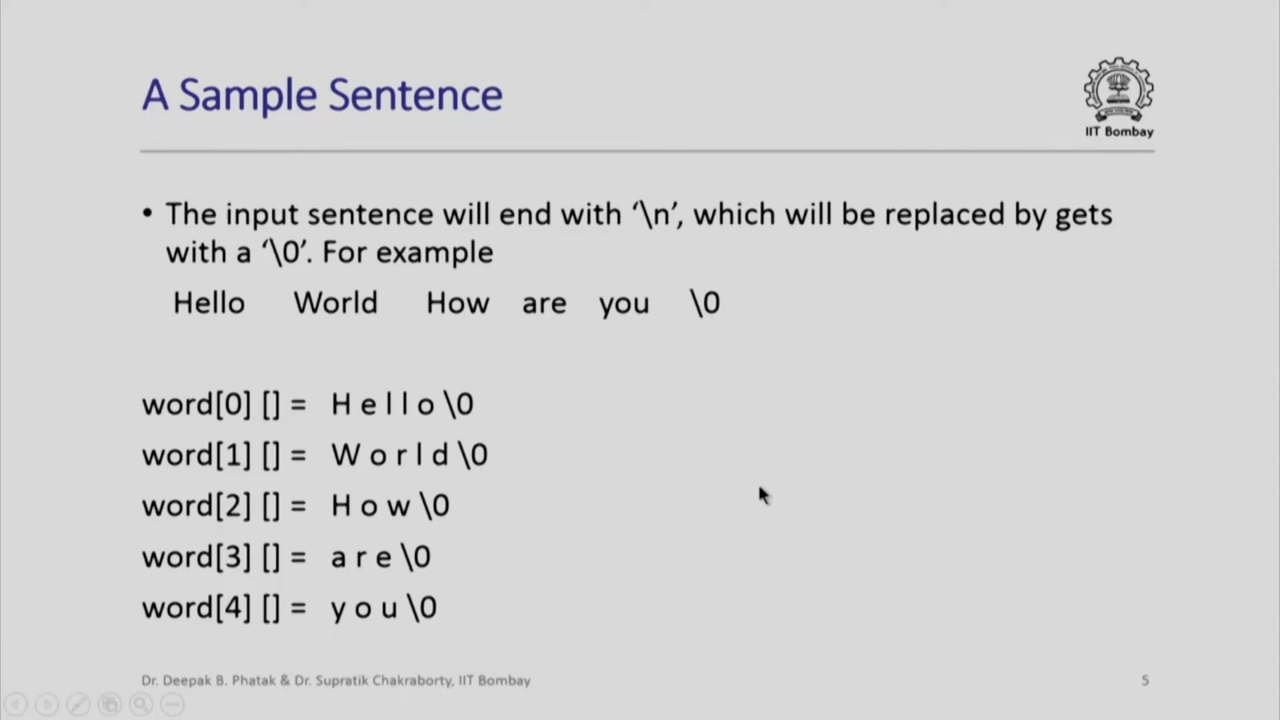 A Sample Sentence
IIT Bombay
• The input sentence will end with ‘\n’, which will be replaced by gets
with a ‘\0’. For example
Hello World How are you \0
word[0] [] = H e l l o \0
word[1] [] = W o r l d \0
word[2] [] = H o w \0
word[3] [] = a r e \0
word[4] [] = y o u \0
Dr. Deepak B. Phatak & Dr. Supratik Chakraborty, IIT Bombay 5